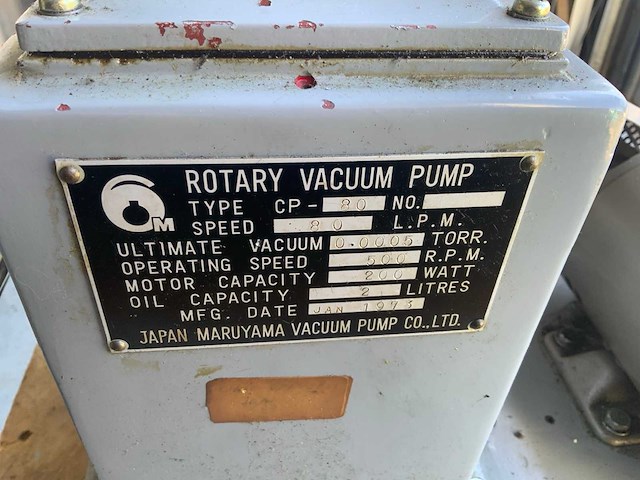 ROTARY VACUUM PUMP
TYPE CP-80 NO.
SPEED 80 L.P.M.
ULTIMATE VACUUM 0.0005 TORR.
OPERATING SPEED 500 R.P.M.
MOTOR CAPACITY 200 WATT
OIL CAPACITY 2 LITRES
MFG. DATE JAN 1973
JAPAN MARUYAMA VACUUM PUMP CO.,LTD.
M